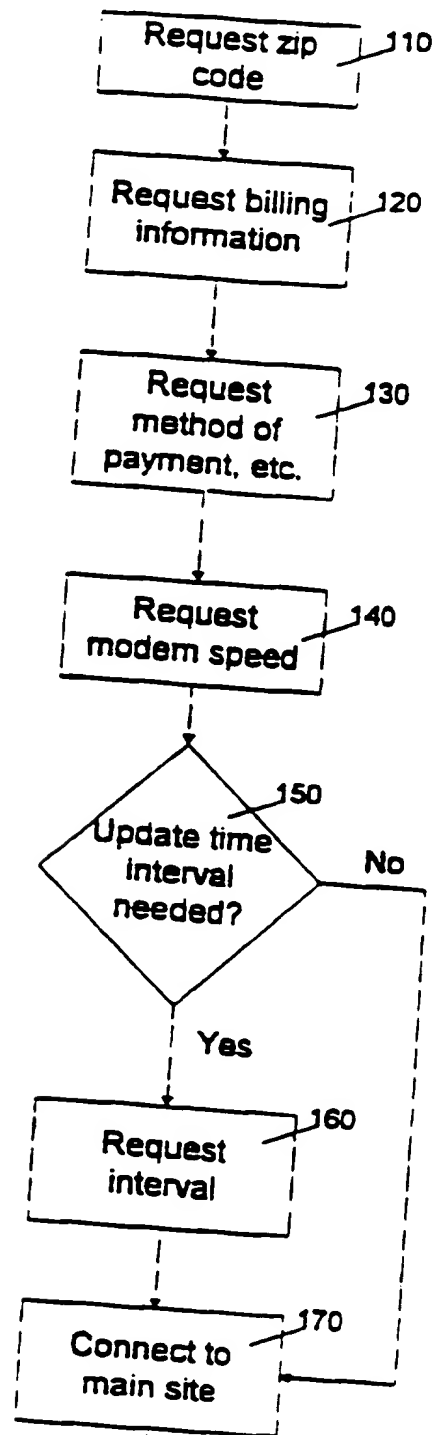 Request zip
code
110
Request billing
information
120
Request
method of
payment, etc.
130
Request
modem speed
140
150
Update time
interval
needed?
No
Yes
Request
interval
160
Connect to
main site
170